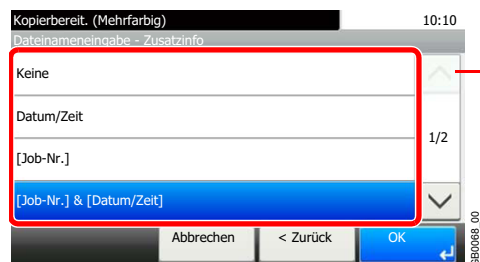 Kopierbereit. (Mehrfarbig) 10:10
Dateinameneingabe - Zusatzinfo
Keine
Datum/Zeit
1/2
[Job-Nr.]
[Job-Nr.] & [Datum/Zeit]
Abbrechen < Zurück OK